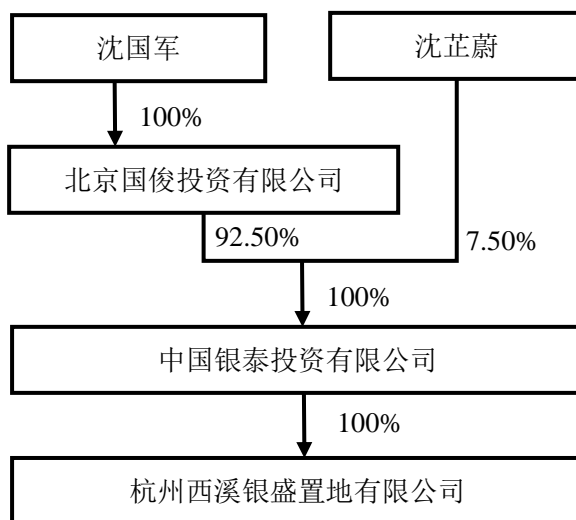 沈国军
沈芷蔚
100%
北京国俊投资有限公司
92.50%
7.50%
100%
中国银泰投资有限公司
100%
杭州西溪银盛置地有限公司